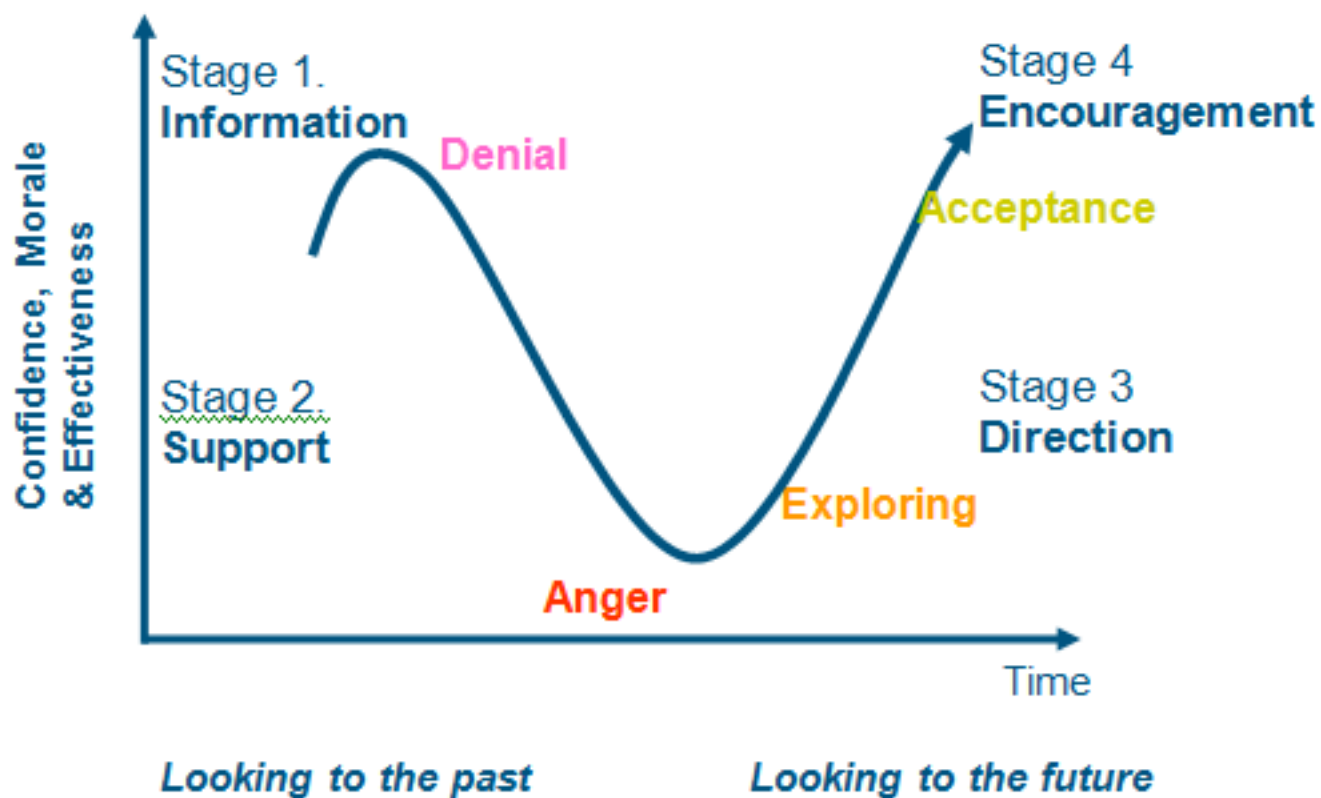 Stage 1.
Information
Denial
Stage 4
Encouragement
Acceptance
Confidence, Morale
& Effectiveness
Stage 2.
Support
Stage 3
Direction
Exploring
Anger
Time
Looking to the past
Looking to the future